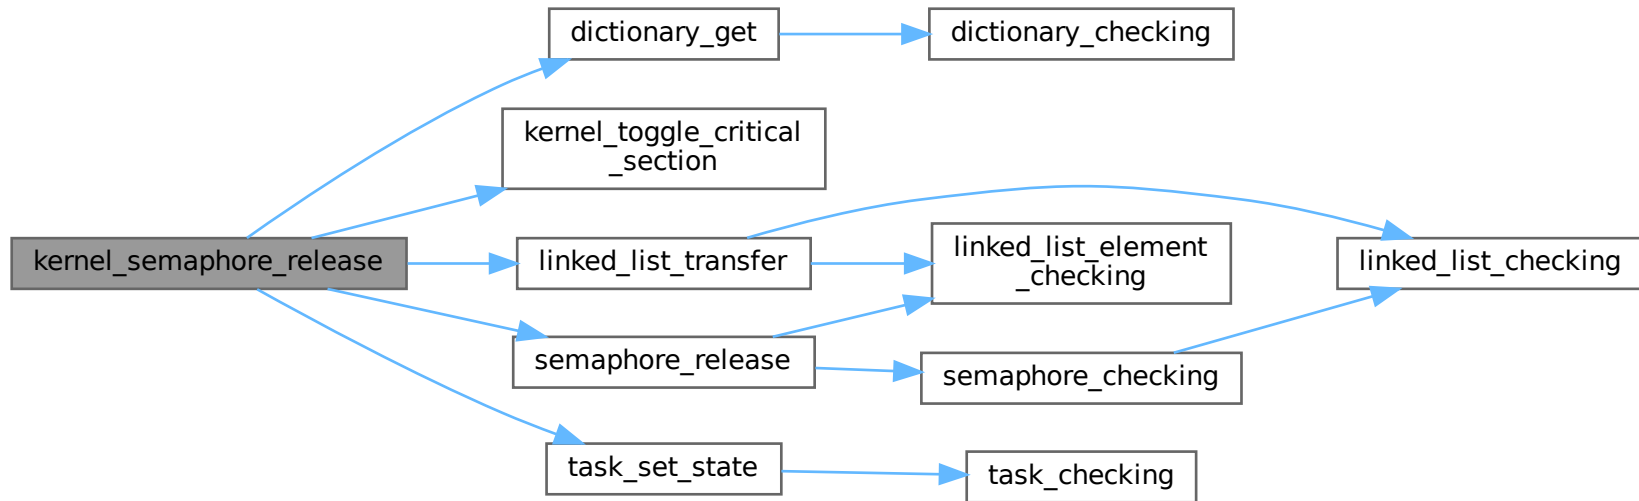 dictionary_get
dictionary_checking
kernel_toggle_critical
_section
kernel_semaphore_release
linked_list_transfer
linked_list_element
_checking
linked_list_checking
semaphore_release
semaphore_checking
task_set_state
task_checking